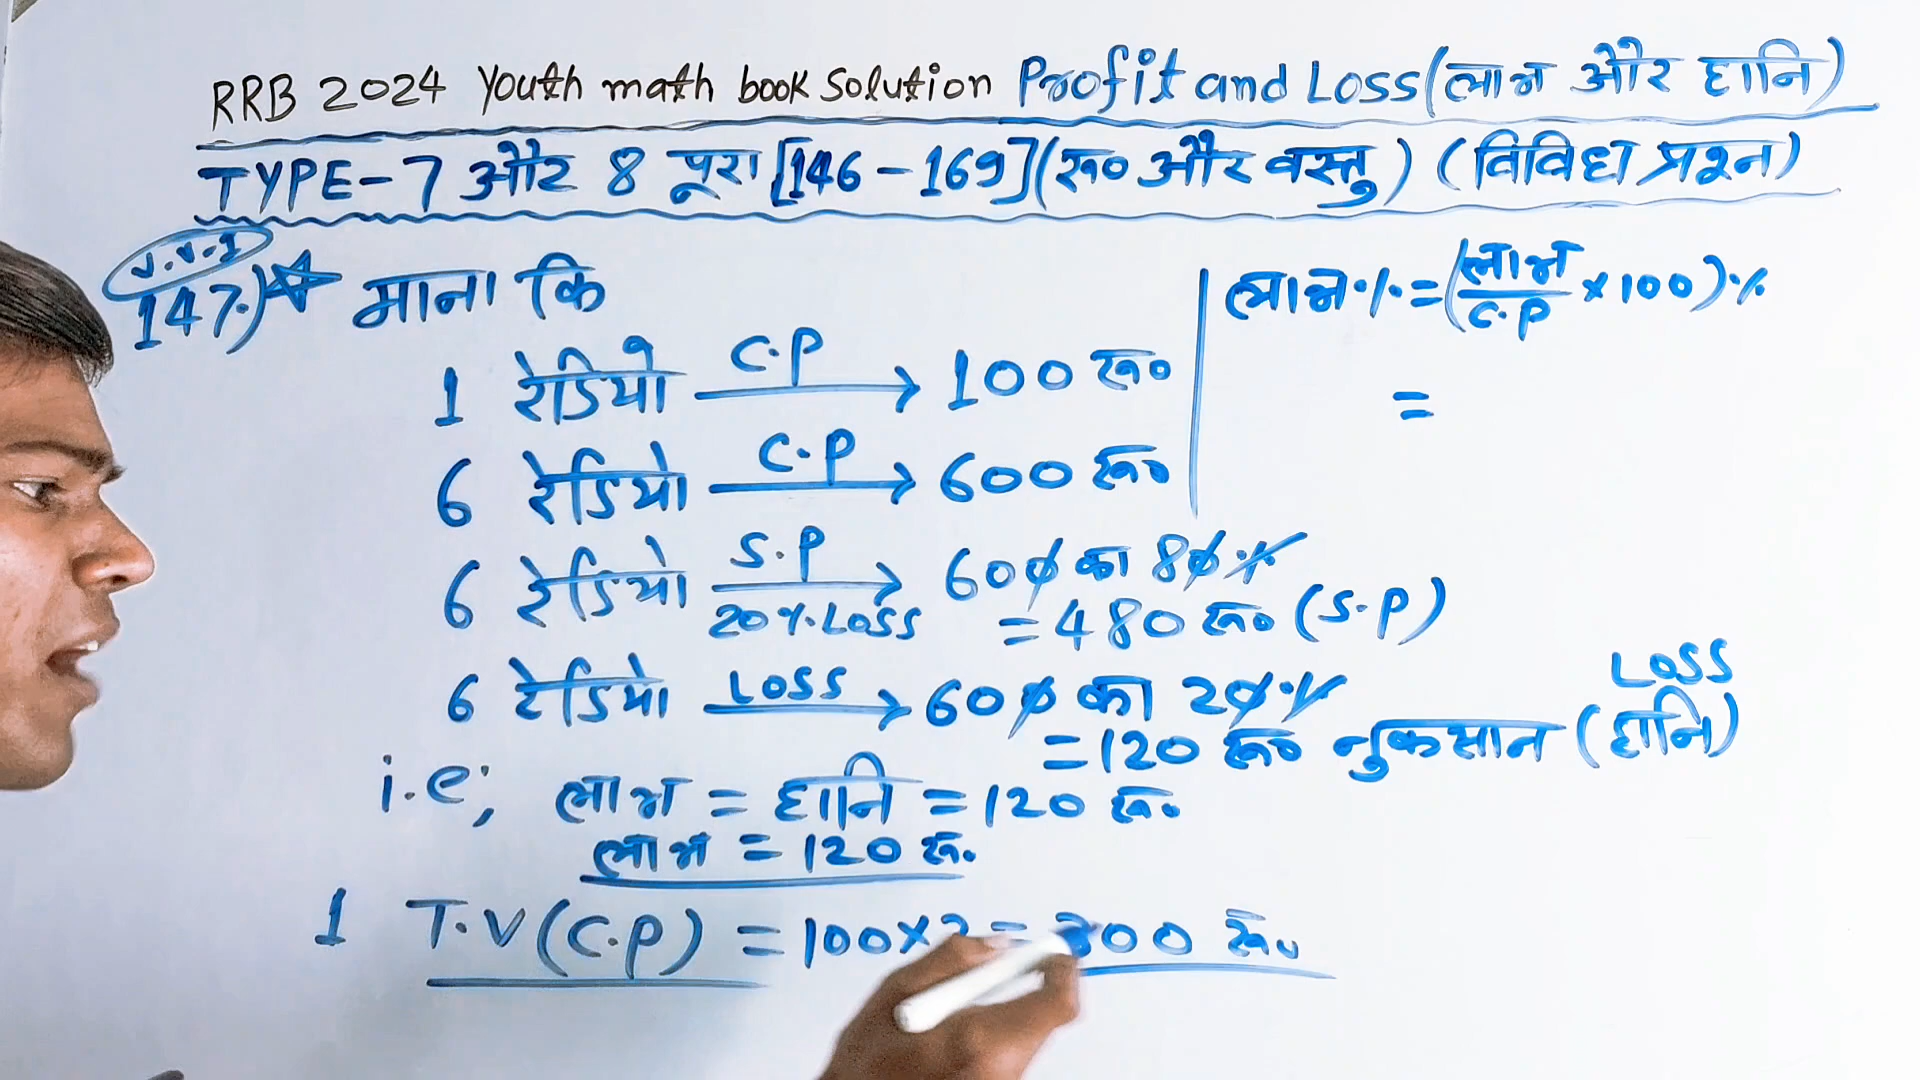 RRB 2024 Youth math book Solution Profit and Loss (लाभ और हानि)
TYPE-7 और 8 पूरा [146-169] (रू० और वस्तु) (विविध प्रश्न)
V.V.I
147.) माना कि
1 रेडियो C.P → 100 रू०
6 रेडियो C.P → 600 रू०
6 रेडियो S.P → 600 का 80%
20% LOSS = 480 रू० (S.P)
6 रेडियो LOSS → 600 का 20%
= 120 रू० नुकसान (हानि) LOSS
i.e; लाभ = हानि = 120 रू०
लाभ = 120 रू०
1 T.V (C.P) = 100× = 300 रू०
लाभ% = (लाभ/C.P × 100)%
=